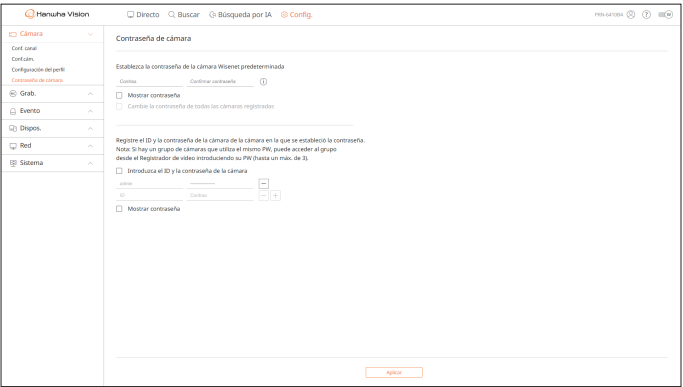 Hanwha Vision
Directo Buscar Búsqueda por IA Config.
Cámara
Conf. canal
Conf.cám.
Configuración del perfil
Contraseña de cámara
Grab.
Evento
Dispos.
Red
Sistema
Contraseña de cámara
Establezca la contraseña de la cámara Wisenet predeterminada
Contras. Confirmar contraseña
Mostrar contraseña
Cambie la contraseña de todas las cámaras registradas
Registre el ID y la contraseña de la cámara de la cámara en la que se estableció la contraseña.
Nota: Si hay un grupo de cámaras que utiliza el mismo PW, puede acceder al grupo
desde el Registrador de vídeo introduciendo su PW (hasta un máx. de 3).
Introduzca el ID y la contraseña de la cámara
admin
ID Contras.
Mostrar contraseña
Aplicar